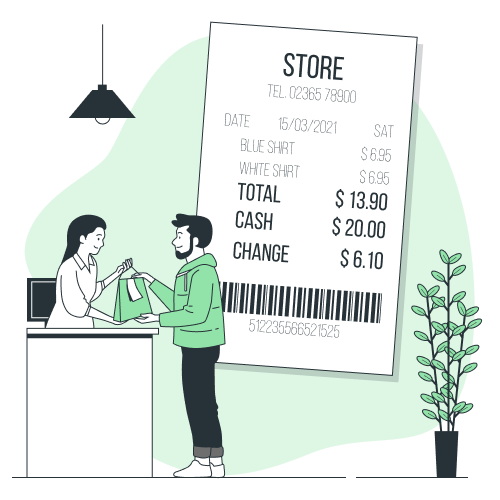 STORE
TEL. 02365 78900
DATE 15/03/2021 SAT
BLUE SHIRT $ 6.95
WHITE SHIRT $ 6.95
TOTAL $ 13.90
CASH $ 20.00
CHANGE $ 6.10
512235566521525